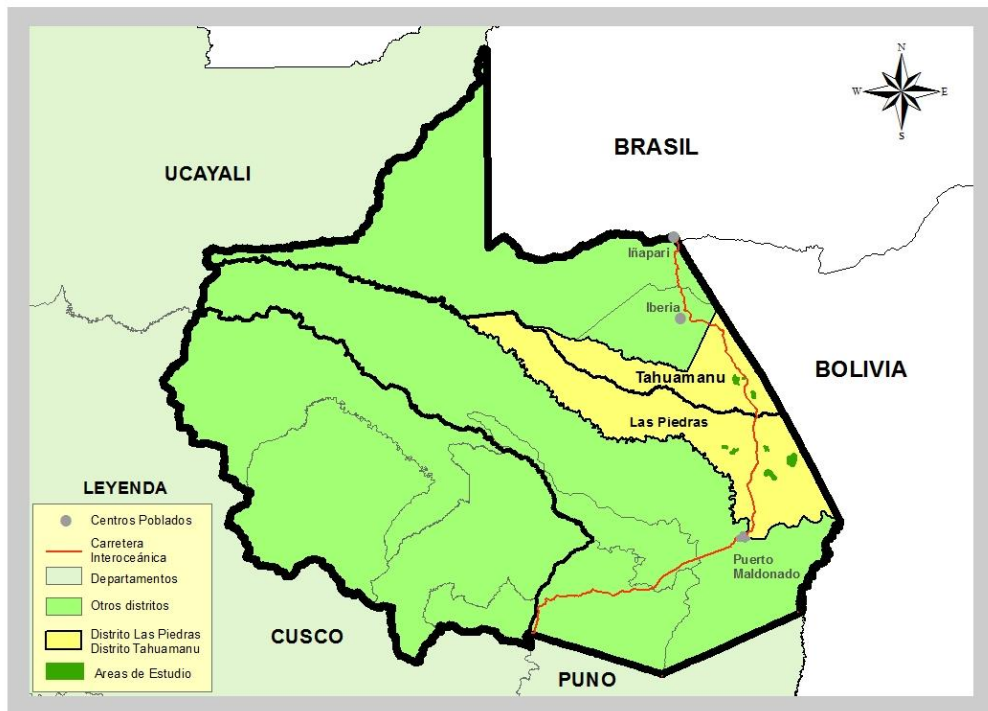 N
W
E
S
BRASIL
UCAYALI
Iñapari
Iberia
BOLIVIA
Tahuamanu
Las Piedras
LEYENDA
Centros Poblados
Carretera
Interoceánica
Departamentos
Otros distritos
Distrito Las Piedras
Distrito Tahuamanu
Areas de Estudio
Puerto
Maldonado
CUSCO
PUNO